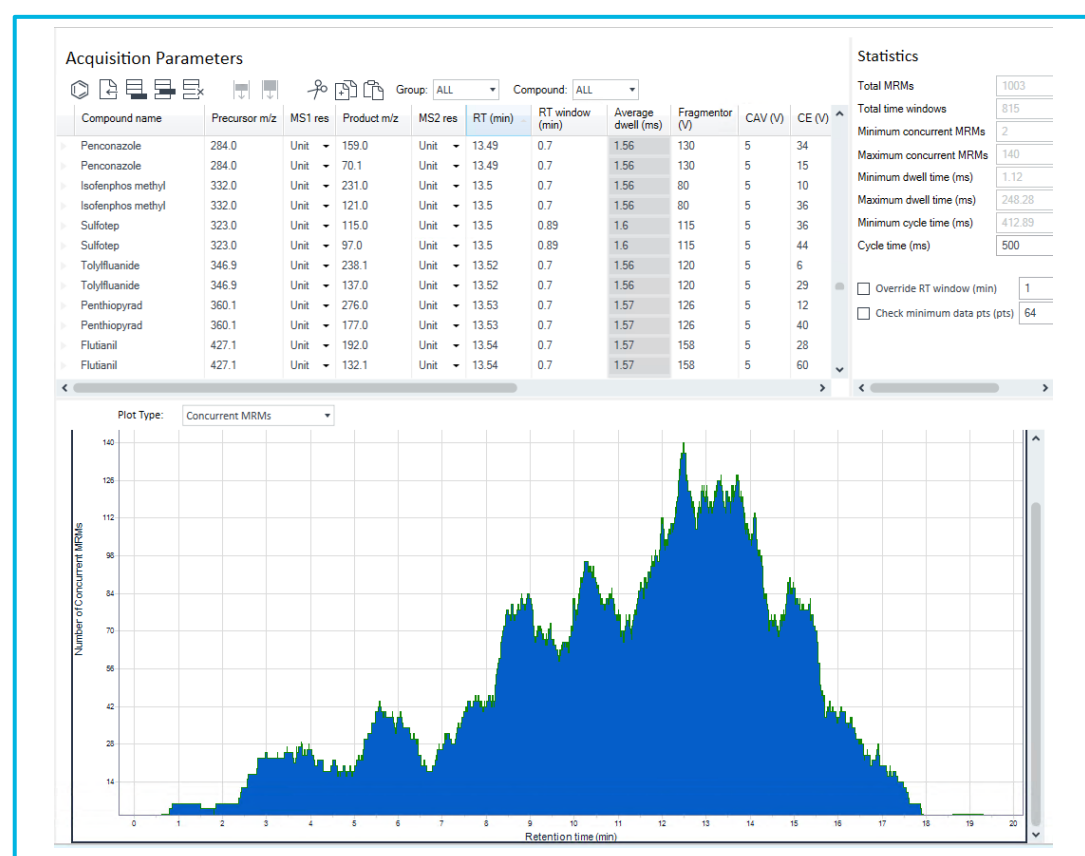 Acquisition Parameters
Group: ALL Compound: ALL
Compound name Precursor m/z MS1 res Product m/z MS2 res RT (min) RT window (min) Average dwell (ms) Fragmentor (V) CAV (V) CE (V)
Penconazole 284.0 Unit 159.0 Unit 13.49 0.7 1.56 130 5 34
Penconazole 284.0 Unit 70.1 Unit 13.49 0.7 1.56 130 5 15
Isofenphos methyl 332.0 Unit 231.0 Unit 13.5 0.7 1.56 80 5 10
Isofenphos methyl 332.0 Unit 121.0 Unit 13.5 0.7 1.56 80 5 36
Sulfotep 323.0 Unit 115.0 Unit 13.5 0.89 1.6 115 5 36
Sulfotep 323.0 Unit 97.0 Unit 13.5 0.89 1.6 115 5 44
Tolylfluanide 346.9 Unit 238.1 Unit 13.52 0.7 1.56 120 5 6
Tolylfluanide 346.9 Unit 137.0 Unit 13.52 0.7 1.56 120 5 29
Penthiopyrad 360.1 Unit 276.0 Unit 13.53 0.7 1.57 126 5 12
Penthiopyrad 360.1 Unit 177.0 Unit 13.53 0.7 1.57 126 5 40
Flutianil 427.1 Unit 192.0 Unit 13.54 0.7 1.57 158 5 28
Flutianil 427.1 Unit 132.1 Unit 13.54 0.7 1.57 158 5 60
Statistics
Total MRMs 1003
Total time windows 815
Minimum concurrent MRMs 2
Maximum concurrent MRMs 140
Minimum dwell time (ms) 1.12
Maximum dwell time (ms) 248.28
Minimum cycle time (ms) 412.89
Cycle time (ms) 500
Override RT window (min) 1
Check minimum data pts (pts) 64
Plot Type: Concurrent MRMs
Number of Concurrent MRMs
140
126
112
98
84
70
56
42
28
14
0 1 2 3 4 5 6 7 8 9 10 11 12 13 14 15 16 17 18 19 20
Retention time (min)